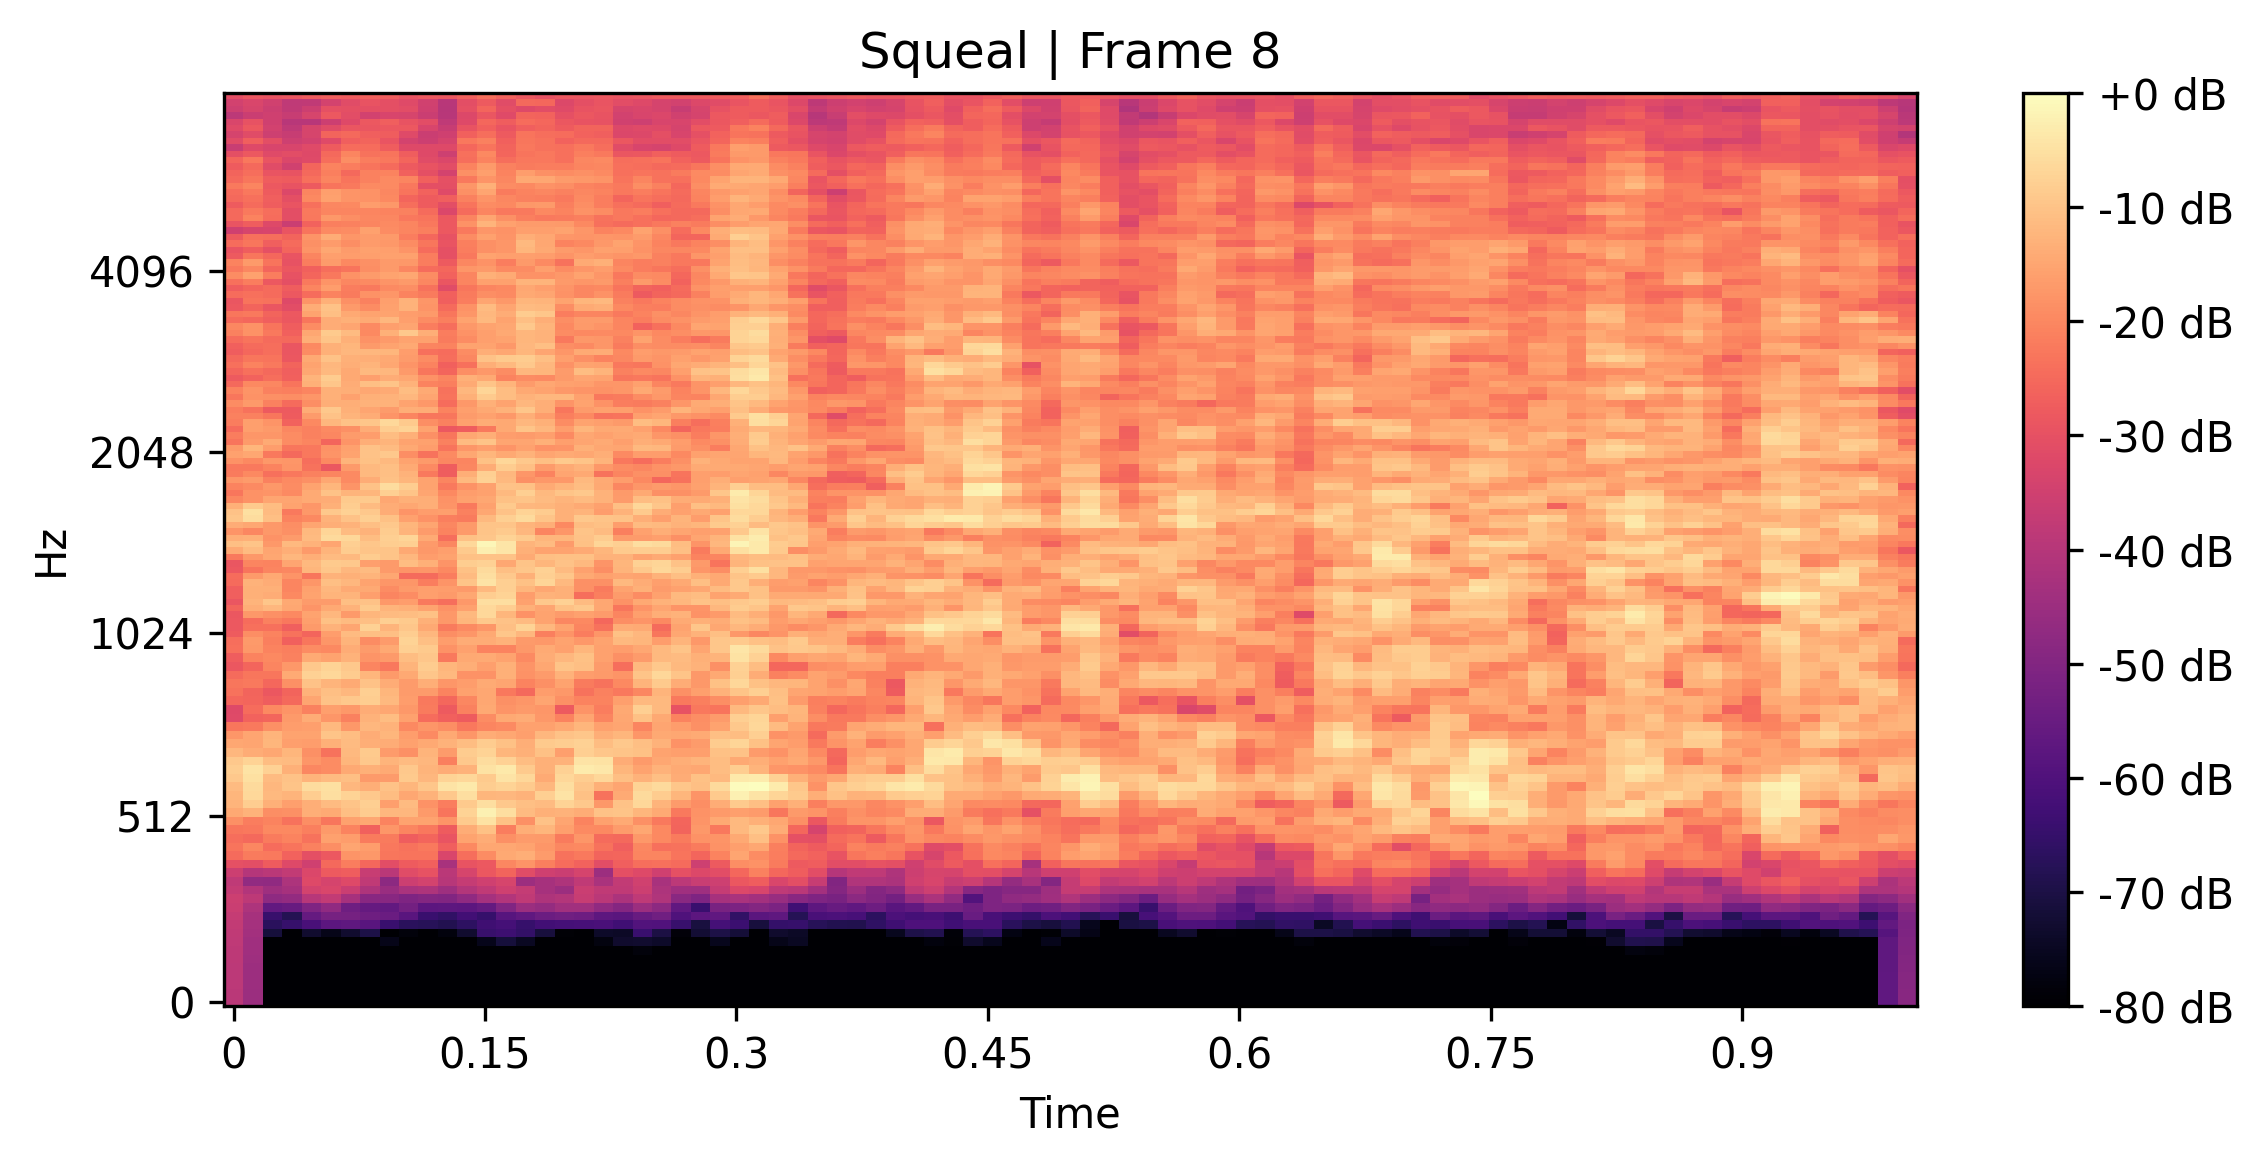 Squeal | Frame 8
+0 dB
-10 dB
-20 dB
-30 dB
-40 dB
-50 dB
-60 dB
-70 dB
-80 dB
Hz
4096
2048
1024
512
0
0 0.15 0.3 0.45 0.6 0.75 0.9
Time